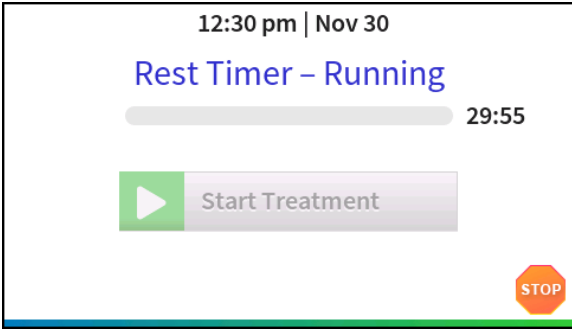 12:30 pm | Nov 30
Rest Timer – Running
29:55
Start Treatment
STOP